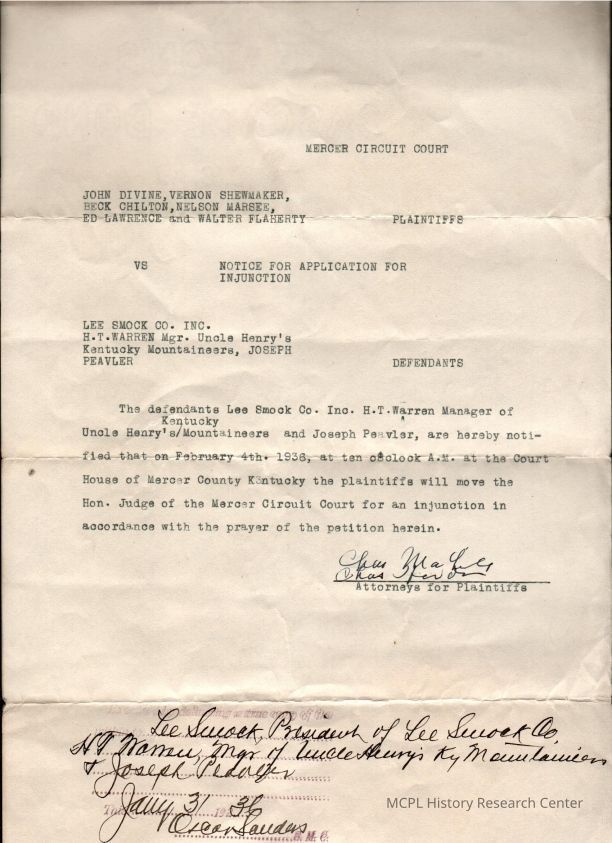 MERCER CIRCUIT COURT
JOHN DIVINE,VERNON SHEWMAKER,
BECK CHILTON,NELSON MARSEE,
ED LAWRENCE and WALTER FLAHERTY PLAINTIFFS
VS NOTICE FOR APPLICATION FOR
INJUNCTION
LEE SMOCK CO. INC.
H.T.WARREN Mgr. Uncle Henry's
Kentucky Mountaineers, JOSEPH
PEAVLER DEFENDANTS
The defendants Lee Smock Co. Inc. H.T.Warren Manager of
Kentucky
Uncle Henry's/Mountaineers and Joseph Peavler, are hereby noti-
fied that on February 4th. 1936, at ten o'clock A.M. at the Court
House of Mercer County Kentucky the plaintiffs will move the
Hon. Judge of the Mercer Circuit Court for an injunction in
accordance with the prayer of the petition herein.
Chas
Chas
Attorneys for Plaintiffs
Lee Smock, President of Lee Smock Co.
H T Warren, Mgr of Uncle Henry's Ky Mountaineers
& Joseph
Jany 31 1936
Oscar Sanders
MCPL History Research Center